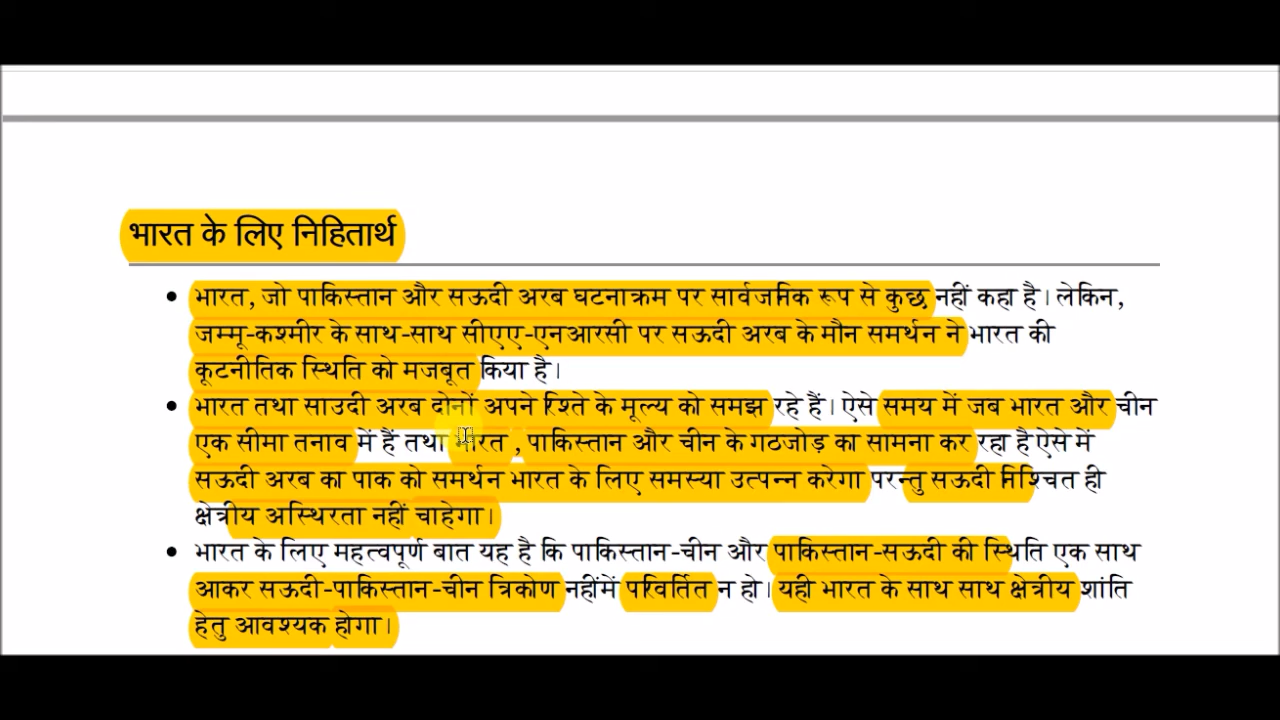 भारत के लिए निहितार्थ
• भारत, जो पाकिस्तान और सऊदी अरब घटनाक्रम पर सार्वजनिक रूप से कुछ नहीं कहा है। लेकिन,
जम्मू-कश्मीर के साथ-साथ सीएए-एनआरसी पर सऊदी अरब के मौन समर्थन ने भारत की
कूटनीतिक स्थिति को मजबूत किया है।
• भारत तथा साउदी अरब दोनों अपने रिश्ते के मूल्य को समझ रहे हैं। ऐसे समय में जब भारत और चीन
एक सीमा तनाव में हैं तथा भारत , पाकिस्तान और चीन के गठजोड़ का सामना कर रहा है ऐसे में
सऊदी अरब का पाक को समर्थन भारत के लिए समस्या उत्पन्न करेगा परन्तु सऊदी निश्चित ही
क्षेत्रीय अस्थिरता नहीं चाहेगा।
• भारत के लिए महत्वपूर्ण बात यह है कि पाकिस्तान-चीन और पाकिस्तान-सऊदी की स्थिति एक साथ
आकर सऊदी-पाकिस्तान-चीन त्रिकोण नहींमें परिवर्तित न हो। यही भारत के साथ साथ क्षेत्रीय शांति
हेतु आवश्यक होगा।